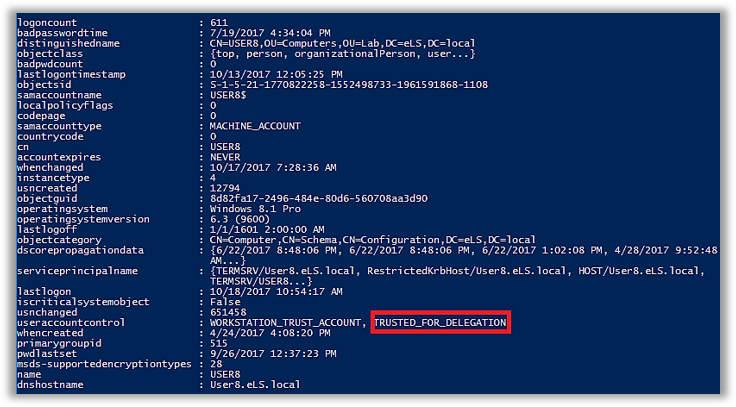 logoncount : 611
badpasswordtime : 7/19/2017 4:34:04 PM
distinguishedname : CN=USER8,OU=Computers,OU=Lab,DC=eLS,DC=local
objectclass : {top, person, organizationalPerson, user...}
badpwdcount : 0
lastlogontimestamp : 10/13/2017 12:05:25 PM
objectsid : S-1-5-21-1770822258-1552498733-1961591868-1108
samaccountname : USER8$
localpolicyflags : 0
codepage : 0
samaccounttype : MACHINE_ACCOUNT
countrycode : 0
cn : USER8
accountexpires : NEVER
whenchanged : 10/17/2017 7:28:36 AM
instancetype : 4
usncreated : 12794
objectguid : 8d82fa17-2496-484e-80d6-560708aa3d90
operatingsystem : Windows 8.1 Pro
operatingsystemversion : 6.3 (9600)
lastlogoff : 1/1/1601 2:00:00 AM
objectcategory : CN=Computer,CN=Schema,CN=Configuration,DC=eLS,DC=local
dscorepropagationdata : {6/22/2017 8:48:06 PM, 6/22/2017 8:48:06 PM, 6/22/2017 1:02:08 PM, 4/28/2017 9:52:48
AM...}
serviceprincipalname : {TERMSRV/User8.eLS.local, RestrictedKrbHost/User8.eLS.local, HOST/User8.eLS.local,
TERMSRV/USER8...}
lastlogon : 10/18/2017 10:54:17 AM
iscriticalsystemobject : False
usnchanged : 651458
useraccountcontrol : WORKSTATION_TRUST_ACCOUNT, TRUSTED_FOR_DELEGATION
whencreated : 4/24/2017 4:08:20 PM
primarygroupid : 515
pwdlastset : 9/26/2017 12:37:23 PM
msds-supportedencryptiontypes : 28
name : USER8
dnshostname : User8.eLS.local